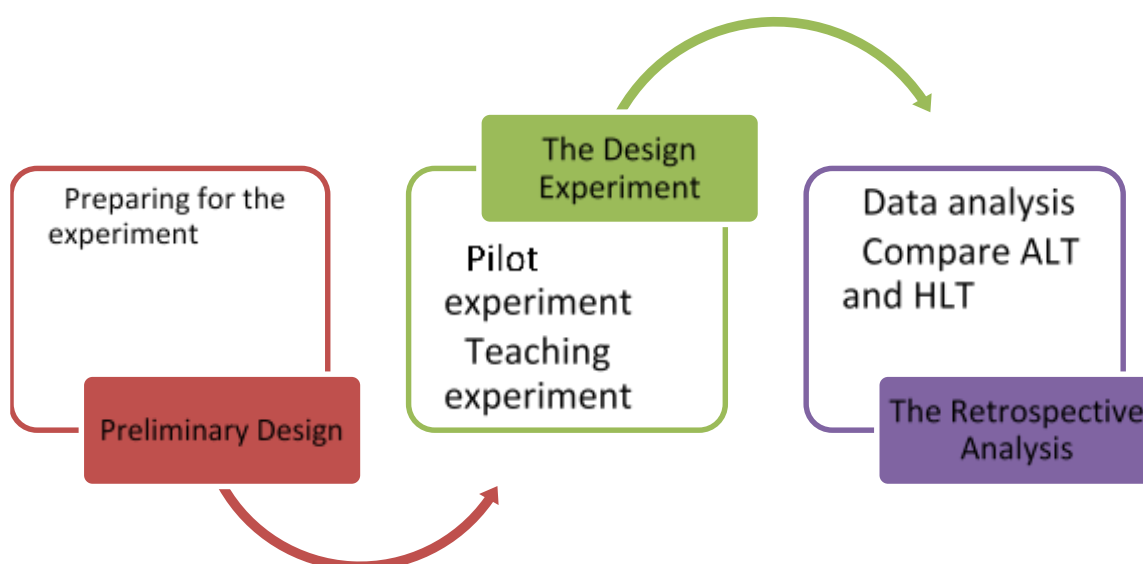 Preparing for the
experiment
Preliminary Design
The Design
Experiment
Pilot
experiment
Teaching
experiment
Data analysis
Compare ALT
and HLT
The Retrospective
Analysis